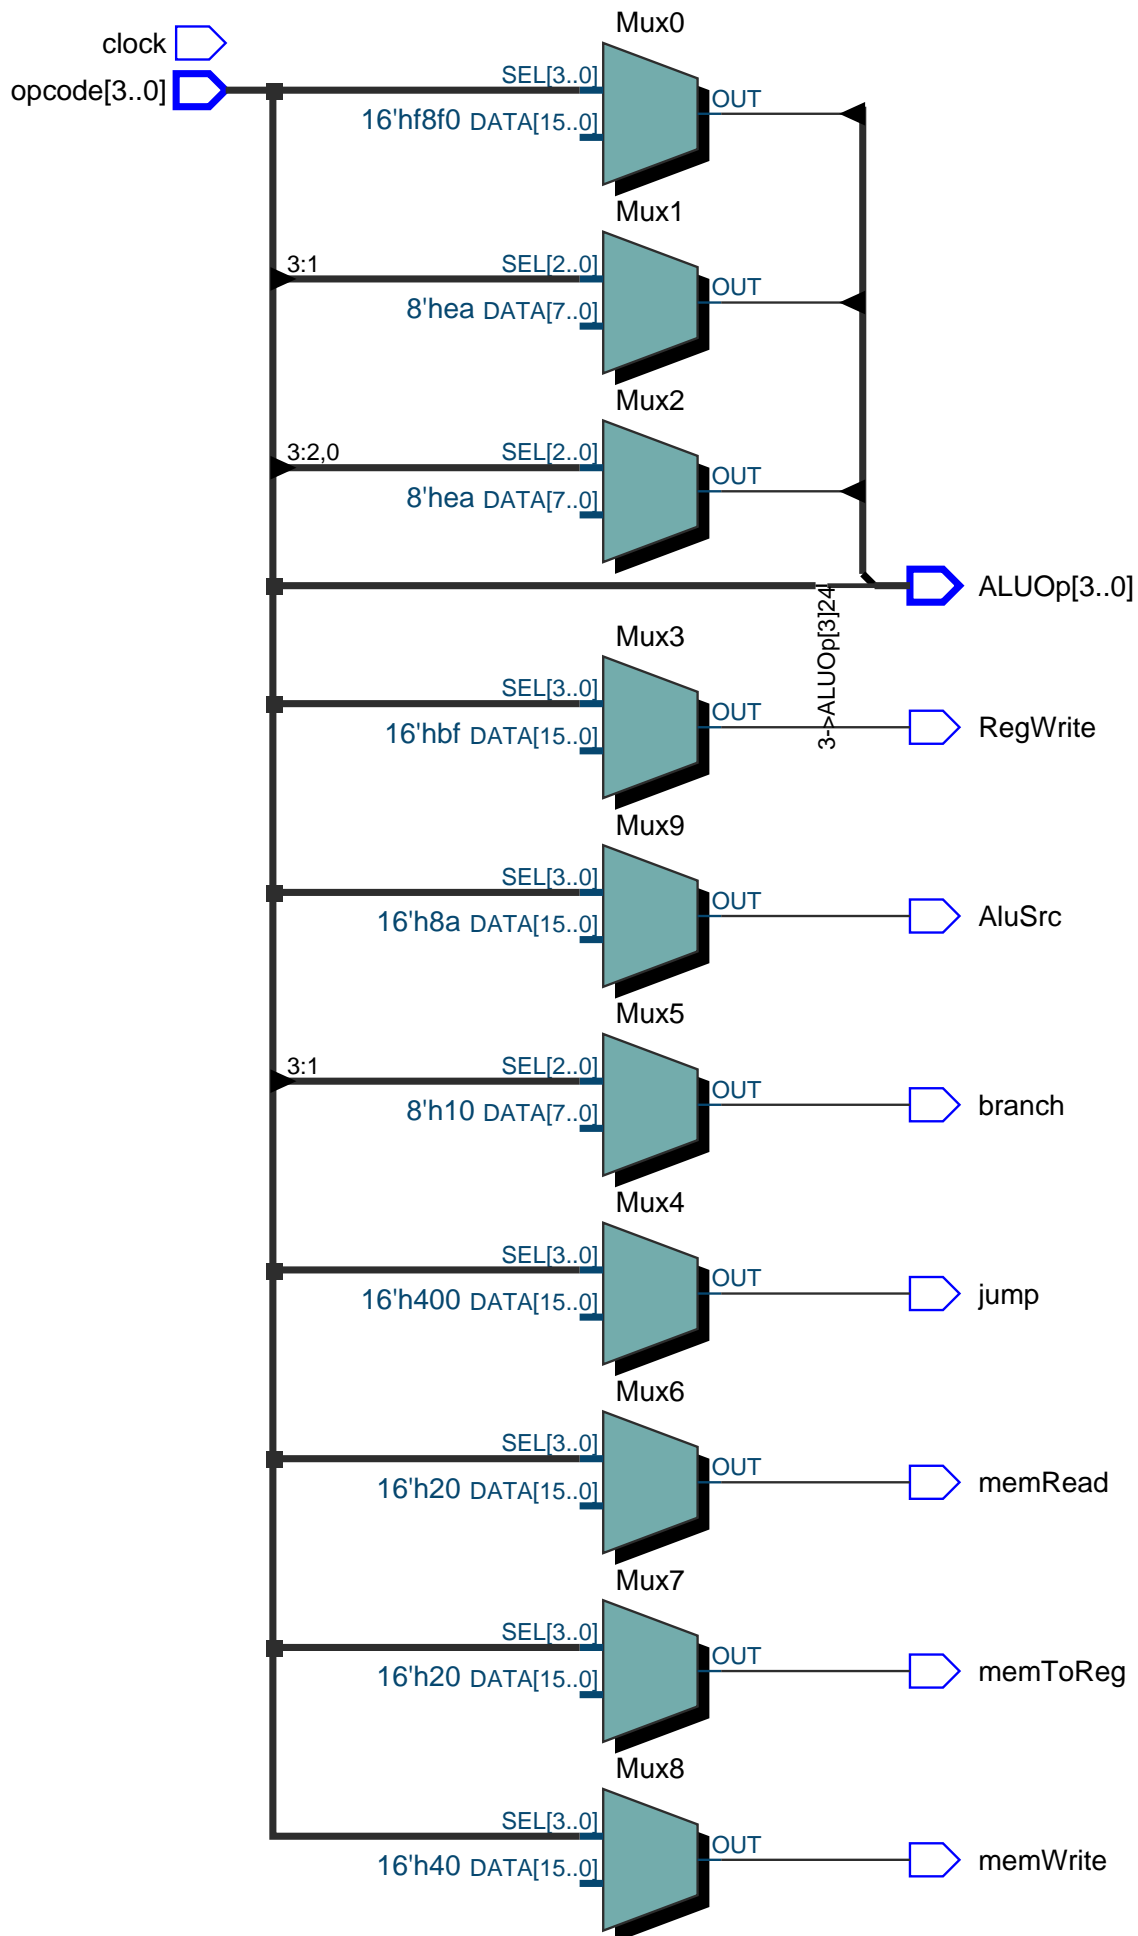 Mux0
clock
opcode[3..0]
SEL[3..0]
16'hf8f0 DATA[15..0]
OUT
Mux1
3:1
SEL[2..0]
8'hea DATA[7..0]
OUT
Mux2
3:2,0
SEL[2..0]
8'hea DATA[7..0]
OUT
ALUOp[3..0]
3->ALUOp[3]24
Mux3
SEL[3..0]
16'hbf DATA[15..0]
OUT
RegWrite
Mux9
SEL[3..0]
16'h8a DATA[15..0]
OUT
AluSrc
Mux5
3:1
SEL[2..0]
8'h10 DATA[7..0]
OUT
branch
Mux4
SEL[3..0]
16'h400 DATA[15..0]
OUT
jump
Mux6
SEL[3..0]
16'h20 DATA[15..0]
OUT
memRead
Mux7
SEL[3..0]
16'h20 DATA[15..0]
OUT
memToReg
Mux8
SEL[3..0]
16'h40 DATA[15..0]
OUT
memWrite